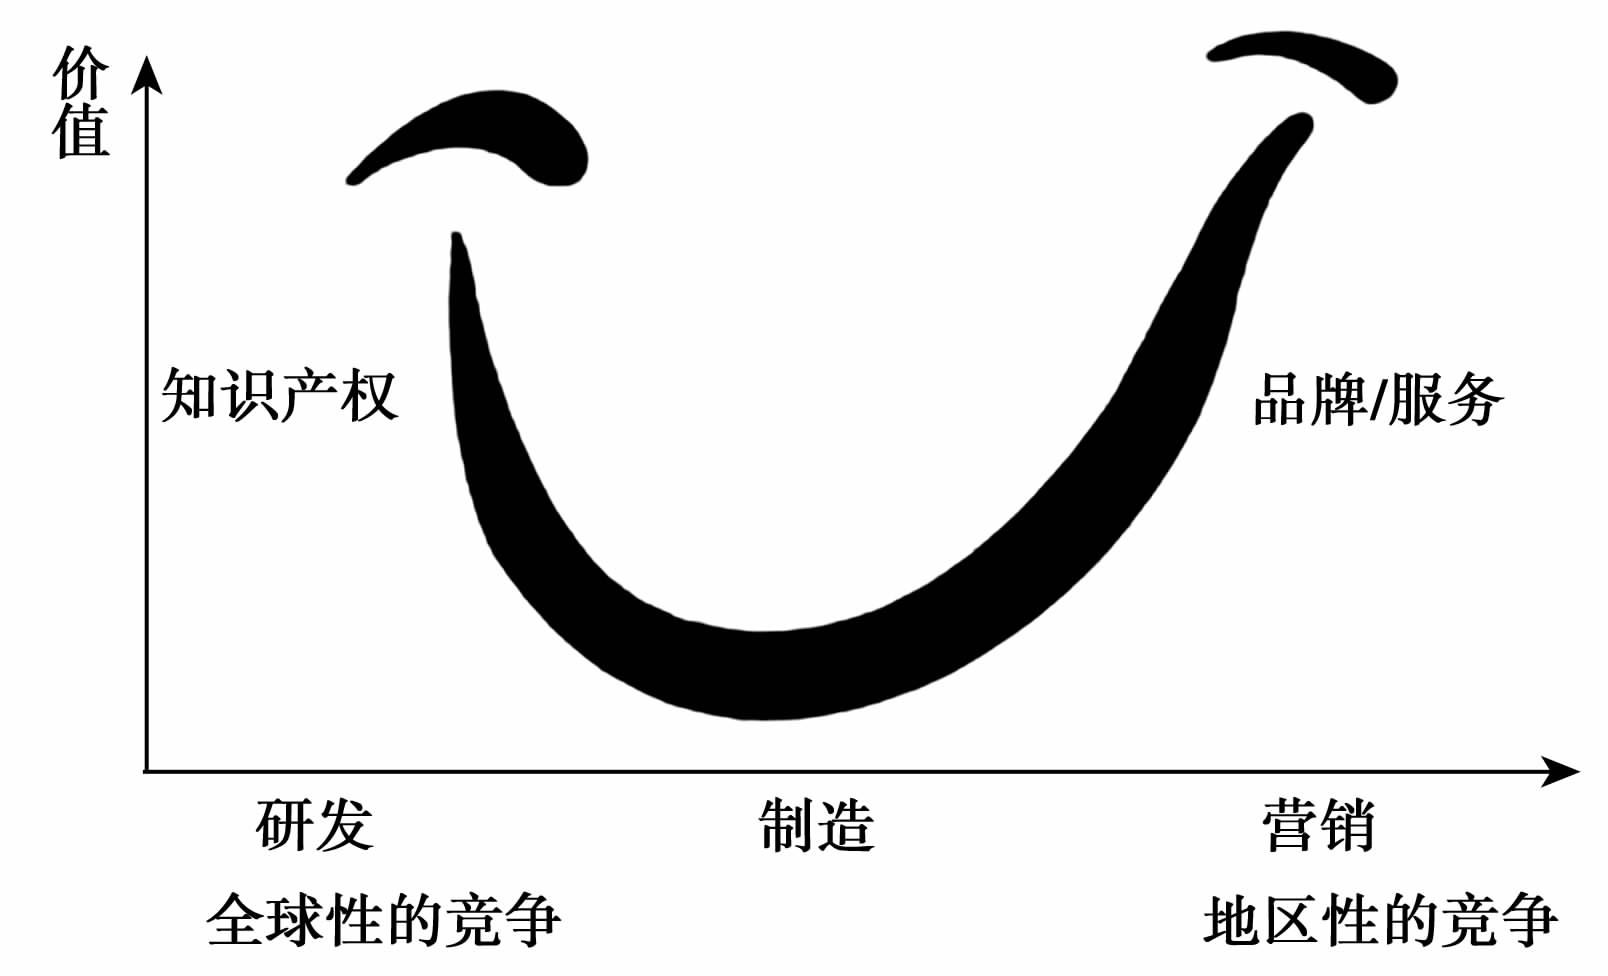 价值
知识产权
品牌/服务
研发
制造
营销
全球性的竞争
地区性的竞争